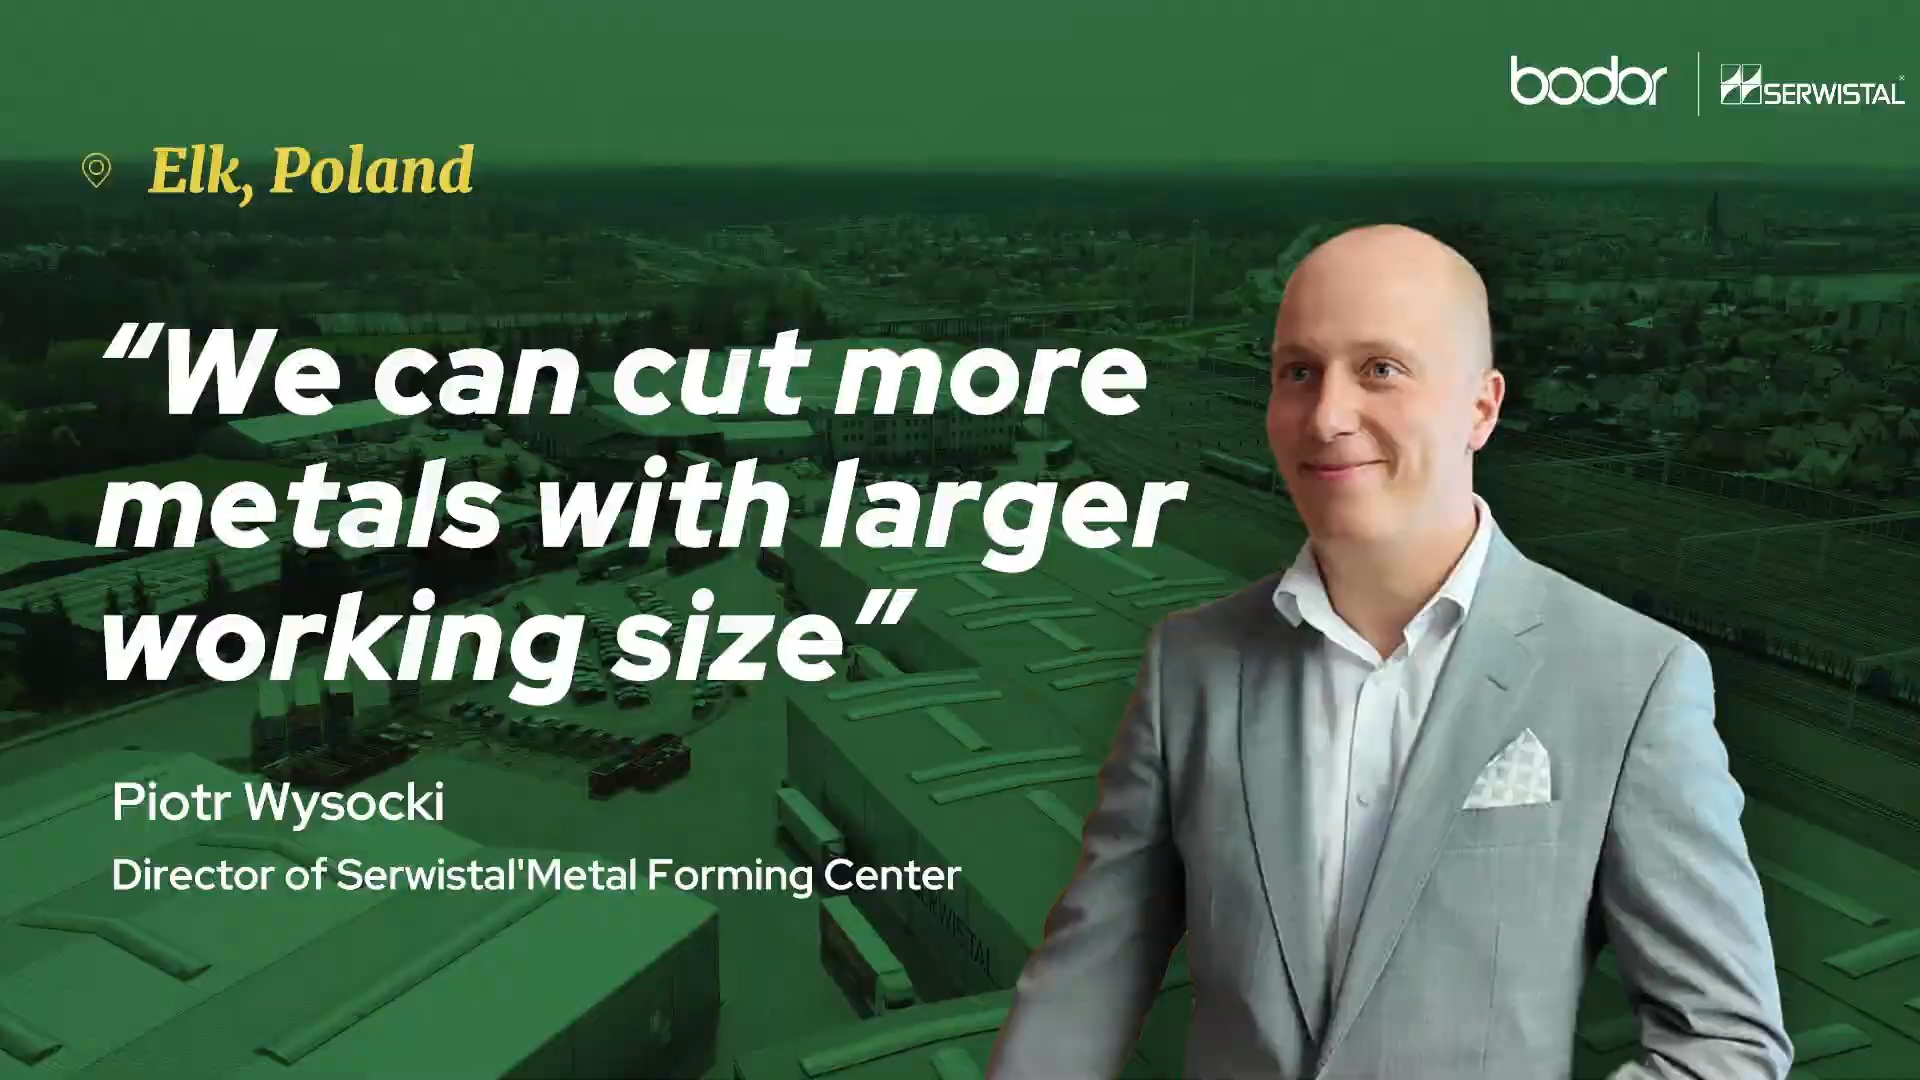 bodor
SERWISTAL
Elk, Poland
“We can cut more
metals with larger
working size”
Piotr Wysocki
Director of Serwistal'Metal Forming Center
SERWISTAL